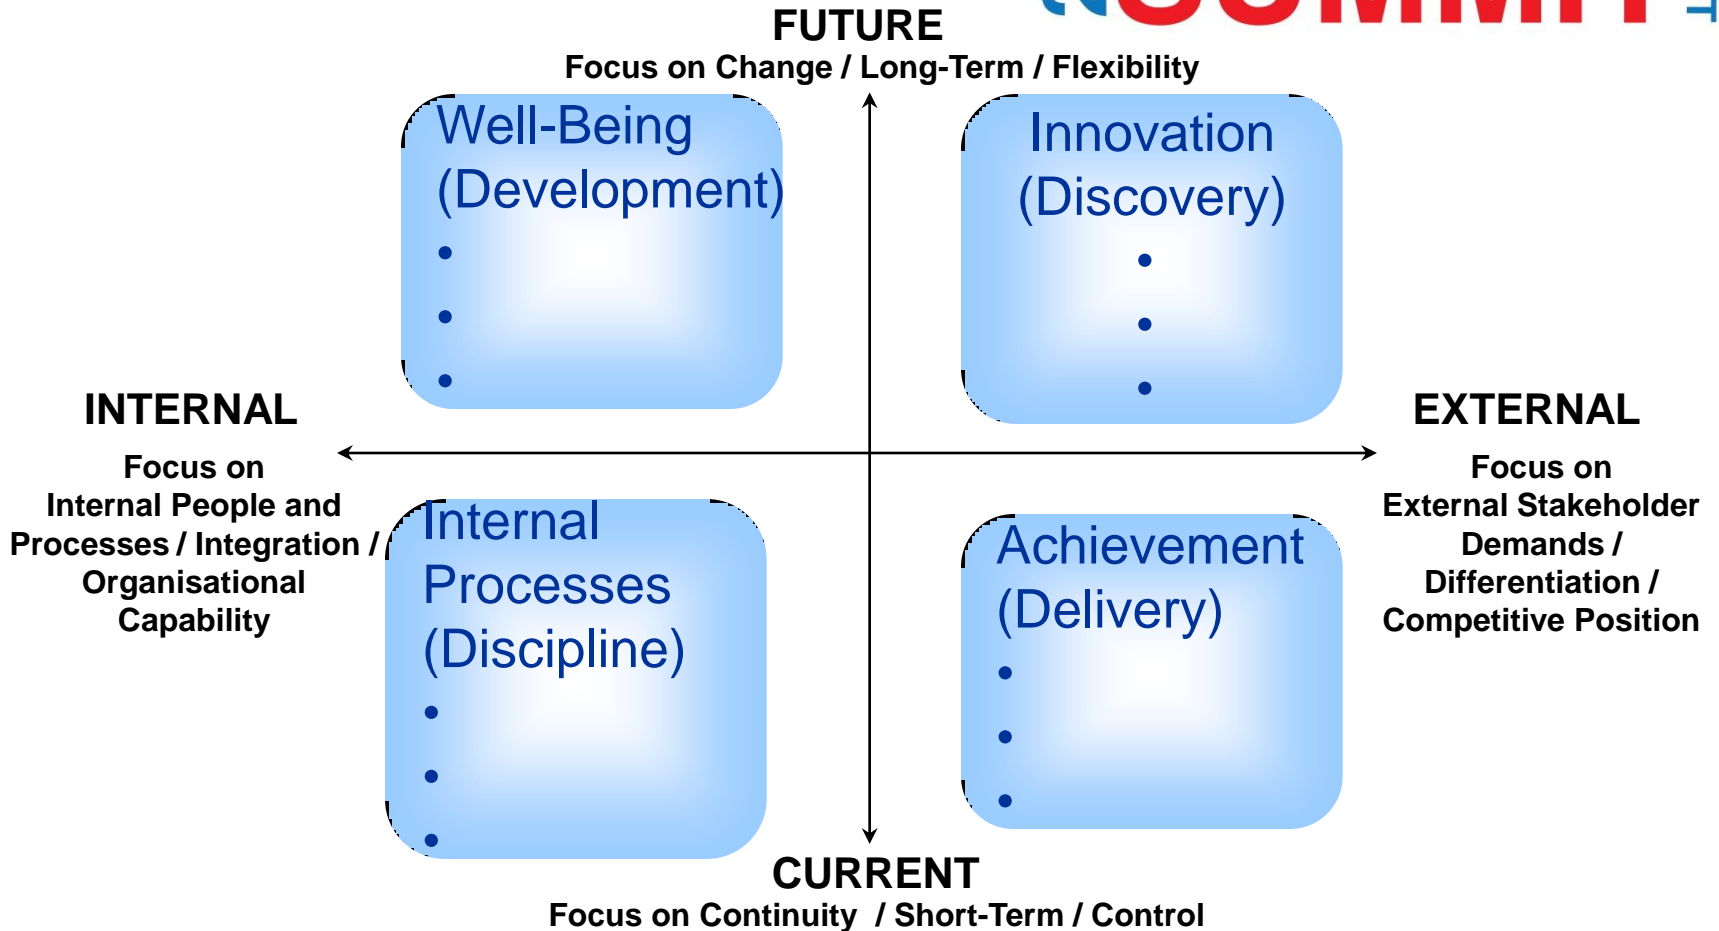 SUMMIT
FUTURE
Focus on Change / Long-Term / Flexibility
Well-Being
(Development)
•
•
•
Innovation
(Discovery)
•
•
•
INTERNAL
Focus on
Internal People and
Processes / Integration /
Organisational
Capability
EXTERNAL
Focus on
External Stakeholder
Demands /
Differentiation /
Competitive Position
Internal
Processes
(Discipline)
•
•
•
Achievement
(Delivery)
•
•
•
CURRENT
Focus on Continuity / Short-Term / Control